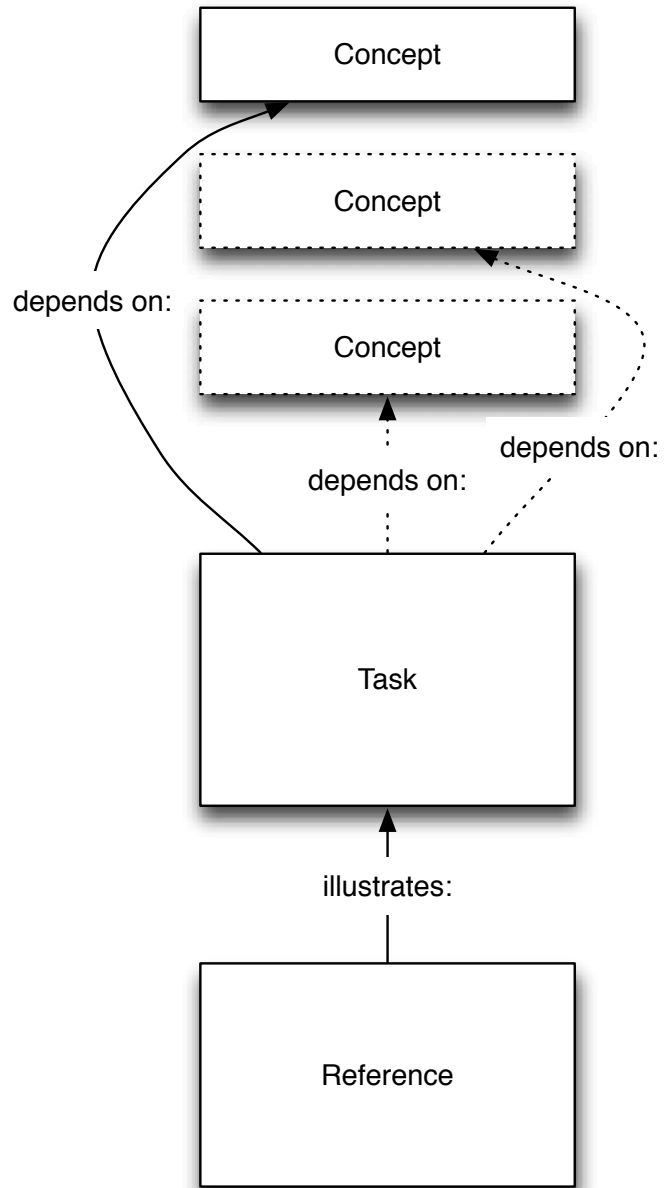 Concept
Concept
depends on:
Concept
depends on:
depends on:
Task
illustrates:
Reference